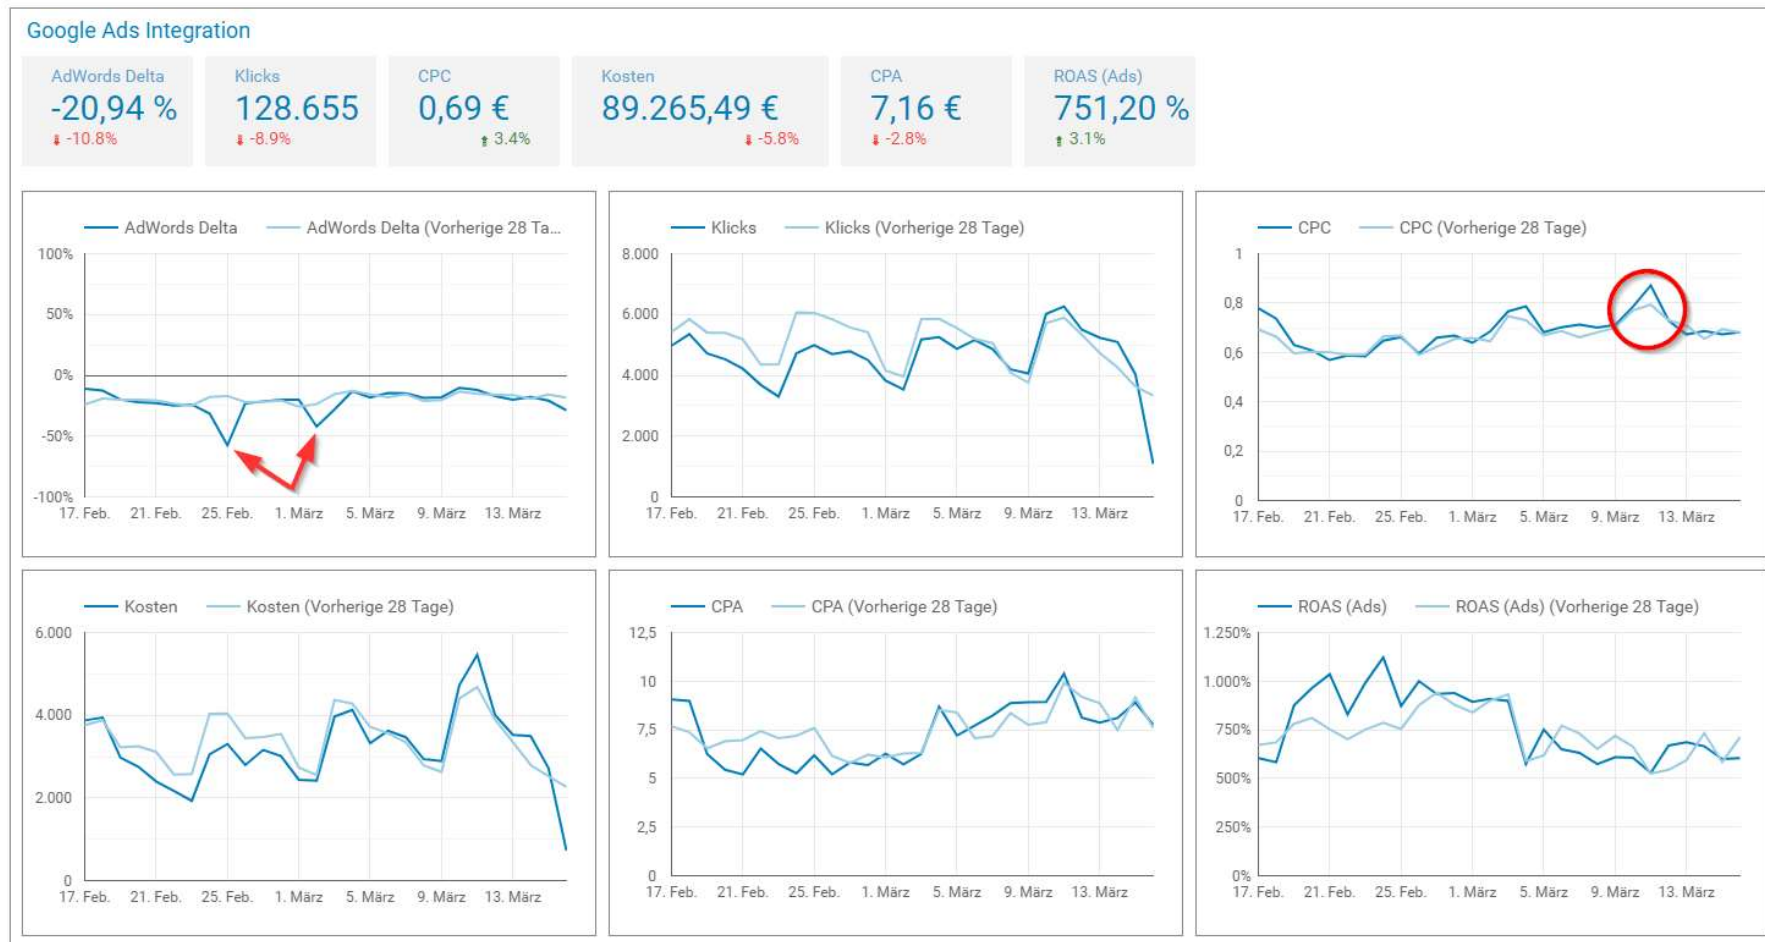 Google Ads Integration
AdWords Delta
-20,94 %
-10.8%
Klicks
128.655
-8.9%
CPC
0,69 €
3.4%
Kosten
89.265,49 €
-5.8%
CPA
7,16 €
-2.8%
ROAS (Ads)
751,20 %
3.1%
AdWords Delta AdWords Delta (Vorherige 28 Ta...
100%
50%
0%
-50%
-100%
17. Feb. 21. Feb. 25. Feb. 1. März 5. März 9. März 13. März
Klicks Klicks (Vorherige 28 Tage)
8.000
6.000
4.000
2.000
0
17. Feb. 21. Feb. 25. Feb. 1. März 5. März 9. März 13. März
CPC CPC (Vorherige 28 Tage)
1
0,8
0,6
0,4
0,2
0
17. Feb. 21. Feb. 25. Feb. 1. März 5. März 9. März 13. März
Kosten Kosten (Vorherige 28 Tage)
6.000
4.000
2.000
0
17. Feb. 21. Feb. 25. Feb. 1. März 5. März 9. März 13. März
CPA CPA (Vorherige 28 Tage)
12,5
10
7,5
5
2,5
0
17. Feb. 21. Feb. 25. Feb. 1. März 5. März 9. März 13. März
ROAS (Ads) ROAS (Ads) (Vorherige 28 Tage)
1.250%
1.000%
750%
500%
250%
0%
17. Feb. 21. Feb. 25. Feb. 1. März 5. März 9. März 13. März